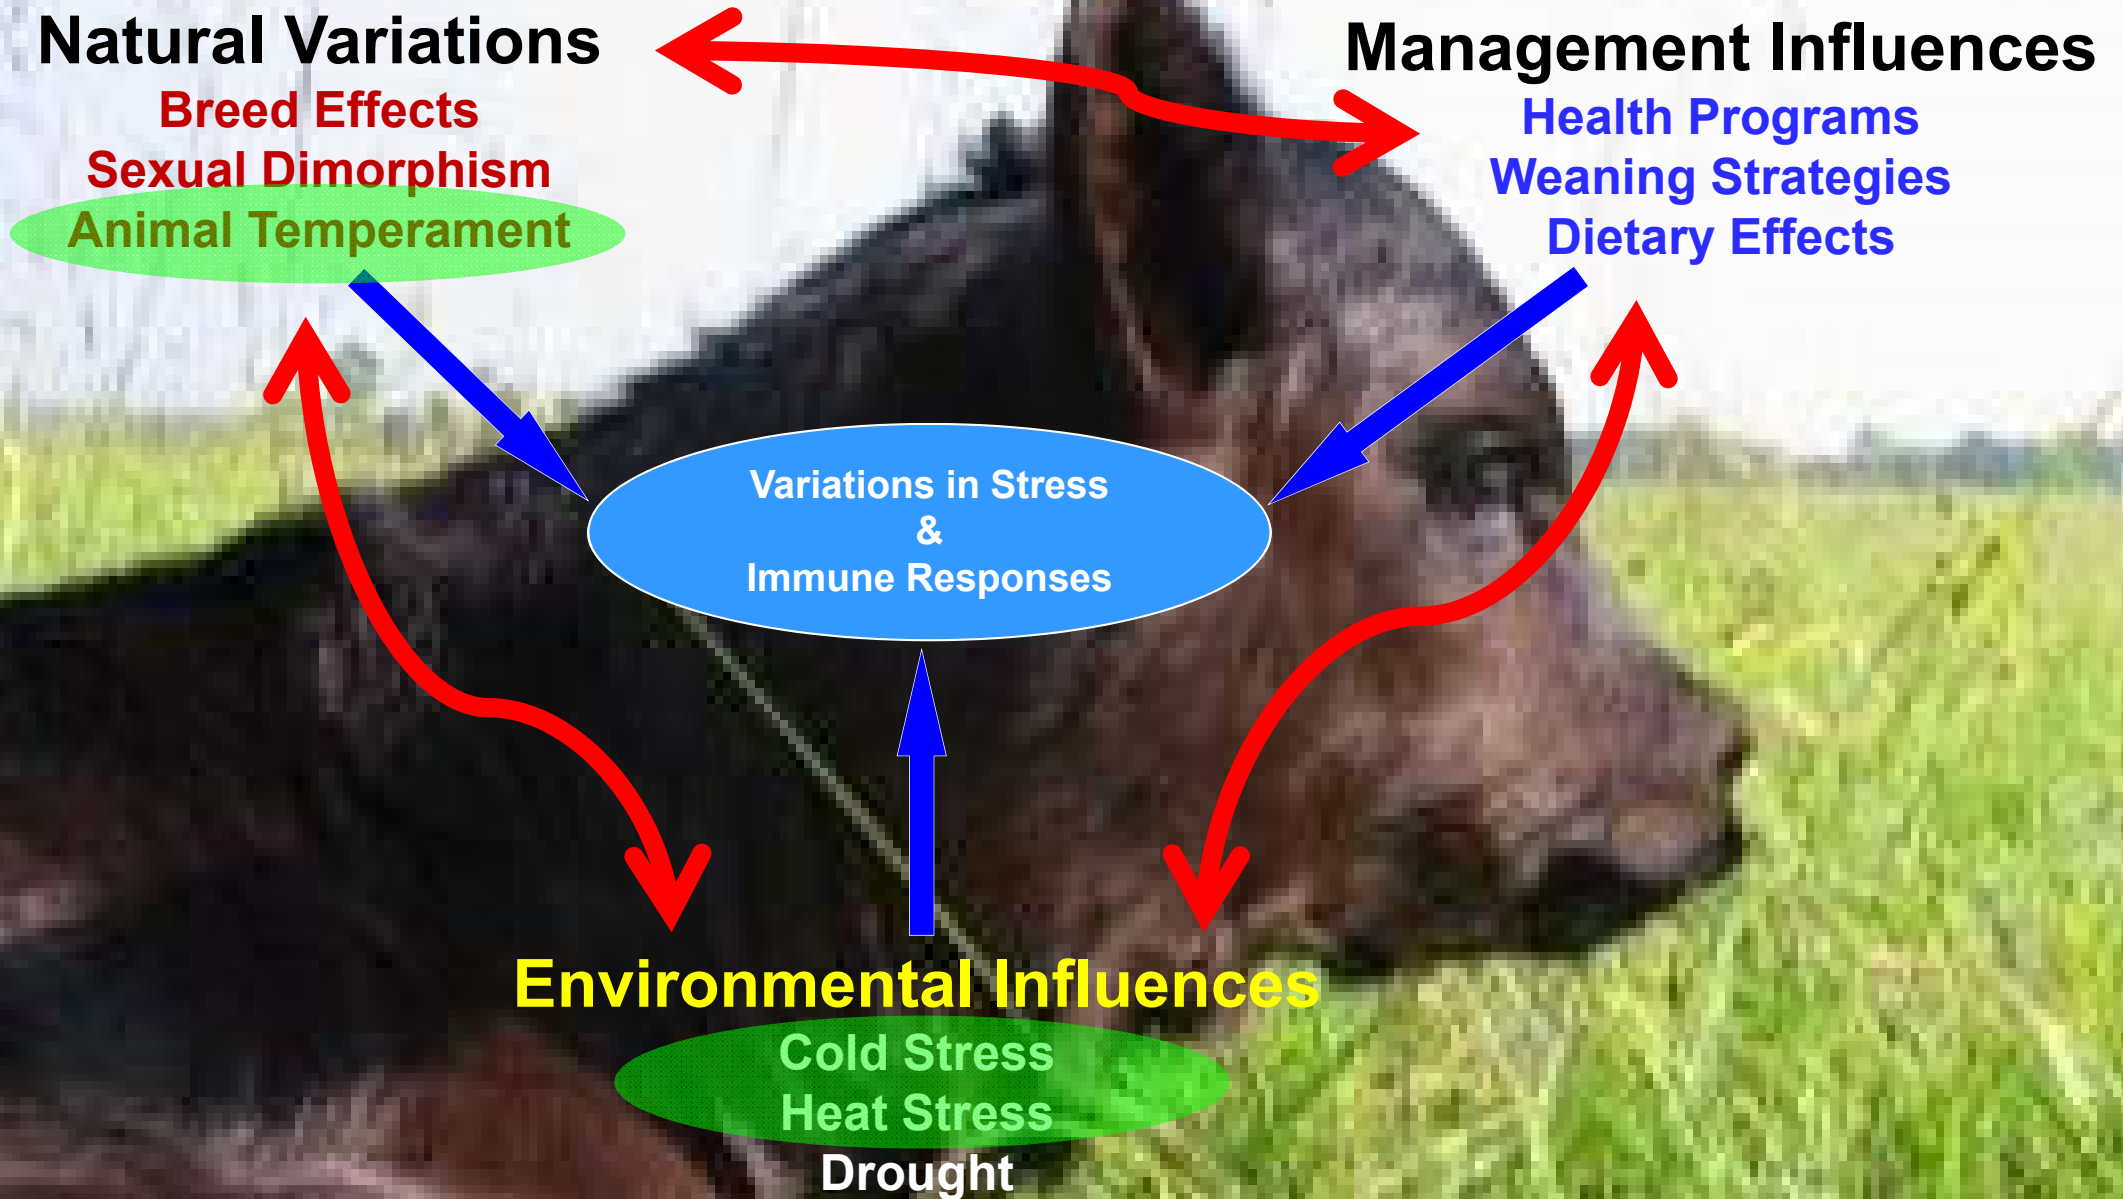 Natural Variations
Breed Effects
Sexual Dimorphism
Animal Temperament
Management Influences
Health Programs
Weaning Strategies
Dietary Effects
Variations in Stress
&
Immune Responses
Environmental Influences
Cold Stress
Heat Stress
Drought